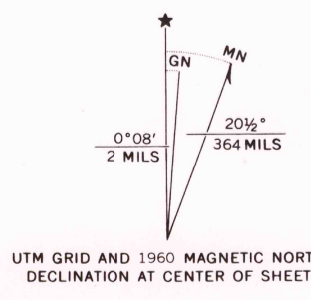 ★
MN
GN
0°08′
2 MILS
20½°
364 MILS
UTM GRID AND 1960 MAGNETIC NORT
DECLINATION AT CENTER OF SHEET